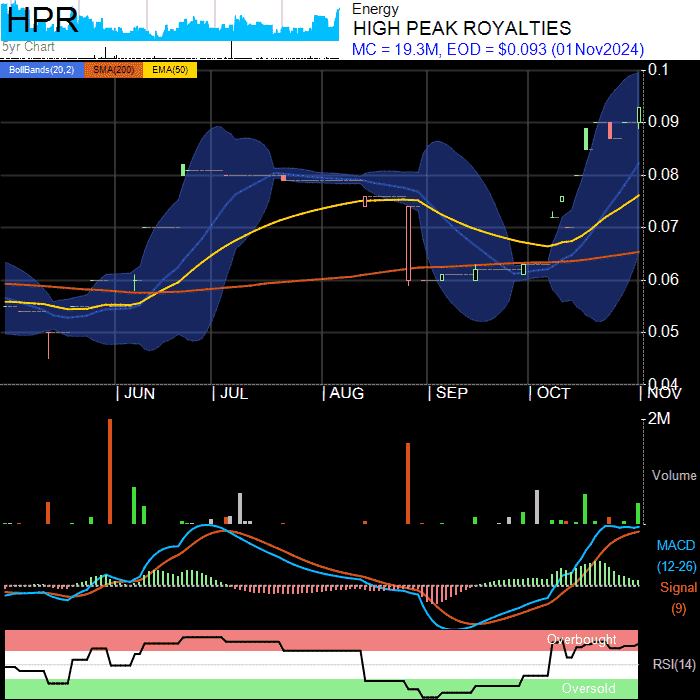 HPR
Energy
HIGH PEAK ROYALTIES
5yr Chart
MC = 19.3M, EOD = $0.093 (01Nov2024)
BollBands(20,2) SMA(200) EMA(50)
0.1
0.09
0.08
0.07
0.06
0.05
0.04
| JUN | JUL | AUG | SEP | OCT | NOV
2M
Volume
MACD
(12-26)
Signal
(9)
Overbought
RSI(14)
Oversold